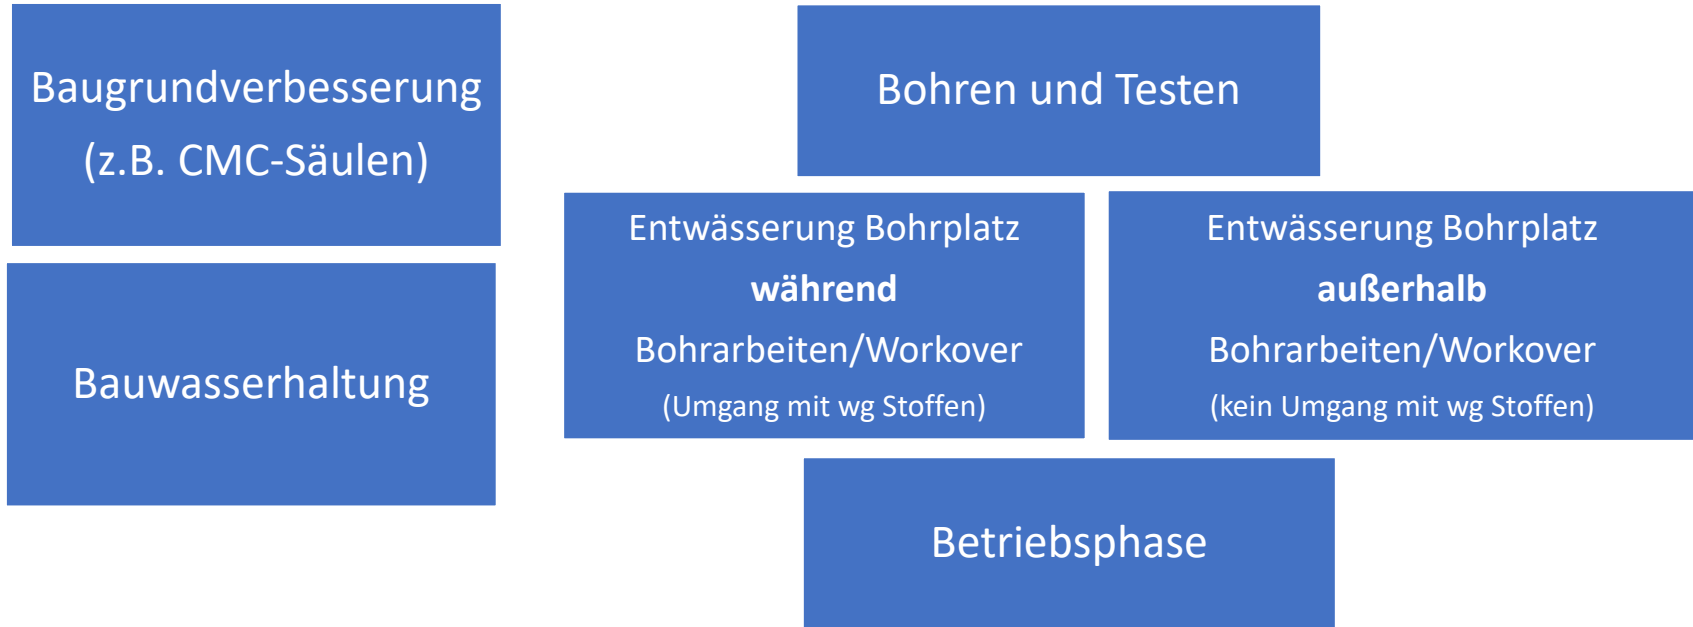 Baugrundverbesserung
(z.B. CMC-Säulen)
Bauwasserhaltung
Bohren und Testen
Entwässerung Bohrplatz
während
Bohrarbeiten/Workover
(Umgang mit wg Stoffen)
Entwässerung Bohrplatz
außerhalb
Bohrarbeiten/Workover
(kein Umgang mit wg Stoffen)
Betriebsphase